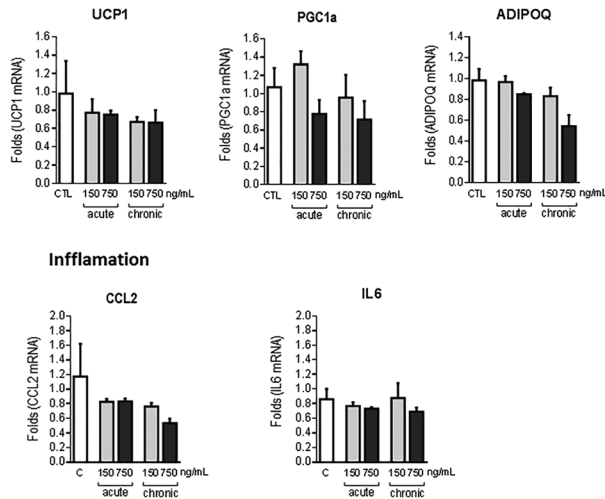 UCP1
Folds (UCP1 mRNA)
1.6
1.4
1.2
1.0
0.8
0.6
0.4
0.2
0.0
CTL 150 750 150 750 ng/mL
acute chronic
PGC1a
Folds (PGC1a mRNA)
1.6
1.4
1.2
1.0
0.8
0.6
0.4
0.2
0.0
CTL 150 750 150 750 ng/mL
acute chronic
ADIPOQ
Folds (ADIPOQ mRNA)
1.4
1.2
1.0
0.8
0.6
0.4
0.2
0.0
CTL 150 750 150 750 ng/mL
acute chronic
Infflamation
CCL2
Folds (CCL2 mRNA)
2.0
1.8
1.6
1.4
1.2
1.0
0.8
0.6
0.4
0.2
0.0
C 150 750 150 750 ng/mL
acute chronic
IL6
Folds (IL6 mRNA)
2.0
1.8
1.6
1.4
1.2
1.0
0.8
0.6
0.4
0.2
0.0
C 150 750 150 750 ng/mL
acute chronic